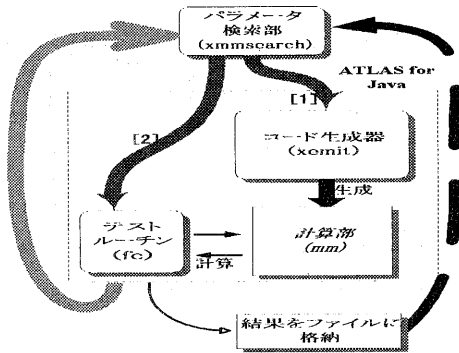 パラメータ
検索部
(xmmsearch)
ATLAS for
Java
[1]
[2]
コード生成器
(xemit)
生成
テスト
ルーチン
(fc)
計算
計算部
(mm)
結果をファイルに
格納